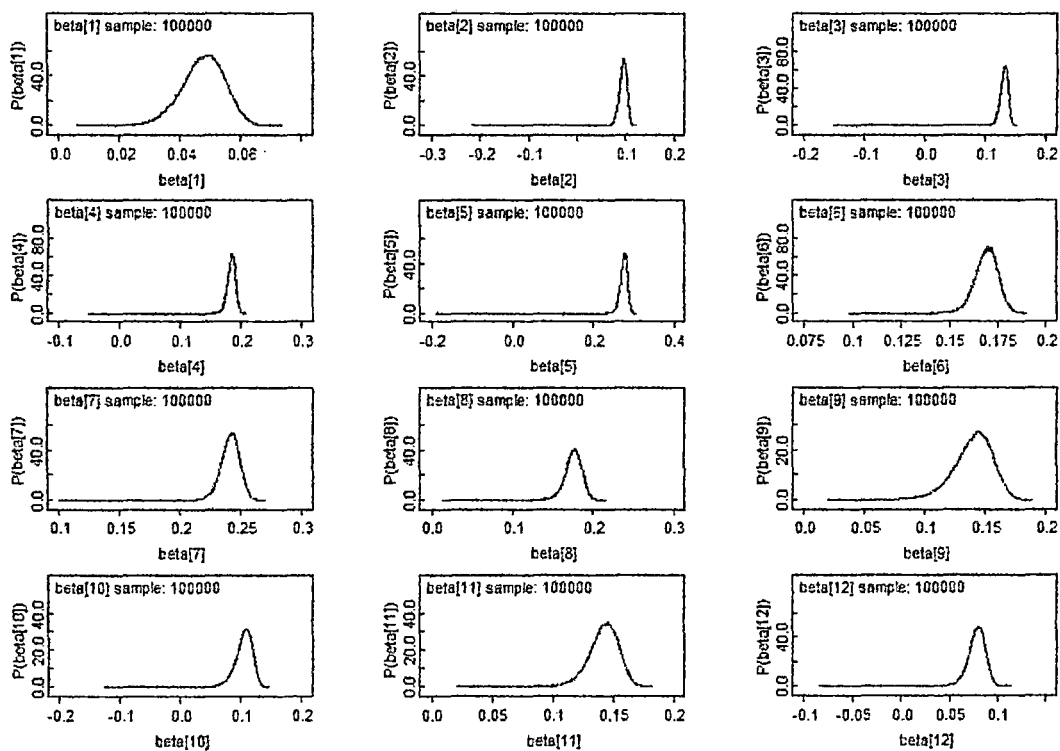 beta[1] sample: 100000
P(beta[1])
0.0 40.0
0.0 0.02 0.04 0.06
beta[1]
beta[2] sample: 100000
P(beta[2])
0.0 40.0
-0.3 -0.2 -0.1 -0.0 0.1 0.2
beta[2]
beta[3] sample: 100000
P(beta[3])
0.0 40.0 80.0
-0.2 -0.1 0.0 0.1 0.2
beta[3]
beta[4] sample: 100000
P(beta[4])
0.0 40.0 80.0
-0.1 0.0 0.1 0.2 0.3
beta[4]
beta[5] sample: 100000
P(beta[5])
0.0 40.0
-0.2 0.0 0.2 0.4
beta[5]
beta[6] sample: 100000
P(beta[6])
0.0 40.0 80.0
0.075 0.1 0.125 0.15 0.175 0.2
beta[6]
beta[7] sample: 100000
P(beta[7])
0.0 40.0
0.1 0.15 0.2 0.25 0.3
beta[7]
beta[8] sample: 100000
P(beta[8])
0.0 40.0
0.0 0.1 0.2 0.3
beta[8]
beta[9] sample: 100000
P(beta[9])
0.0 20.0
0.0 0.05 0.1 0.15 0.2
beta[9]
beta[10] sample: 100000
P(beta[10])
0.0 20.0 40.0
-0.2 -0.1 0.0 0.1 0.2
beta[10]
beta[11] sample: 100000
P(beta[11])
0.0 20.0 40.0
0.0 0.05 0.1 0.15 0.2
beta[11]
beta[12] sample: 100000
P(beta[12])
0.0 40.0
-0.1 -0.05 0.0 0.05 0.1
beta[12]